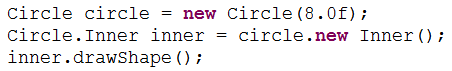 Circle circle = new Circle(8.0f);
Circle.Inner inner = circle.new Inner();
inner.drawShape();